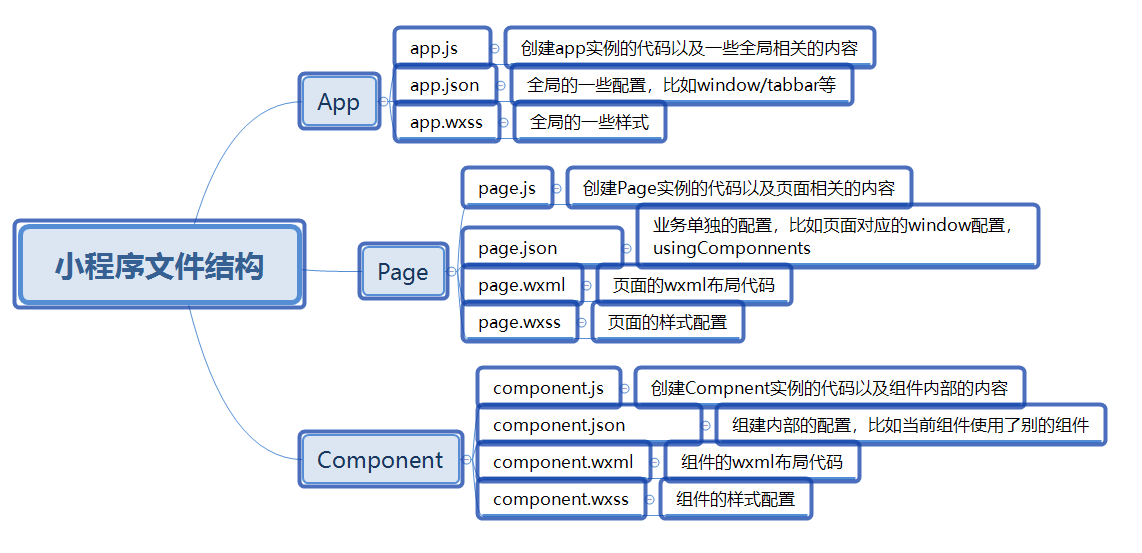 小程序文件结构
App
app.js
创建app实例的代码以及一些全局相关的内容
app.json
全局的一些配置，比如window/tabbar等
app.wxss
全局的一些样式
Page
page.js
创建Page实例的代码以及页面相关的内容
page.json
业务单独的配置，比如页面对应的window配置，
usingComponnents
page.wxml
页面的wxml布局代码
page.wxss
页面的样式配置
Component
component.js
创建Compnent实例的代码以及组件内部的内容
component.json
组建内部的配置，比如当前组件使用了别的组件
component.wxml
组件的wxml布局代码
component.wxss
组件的样式配置